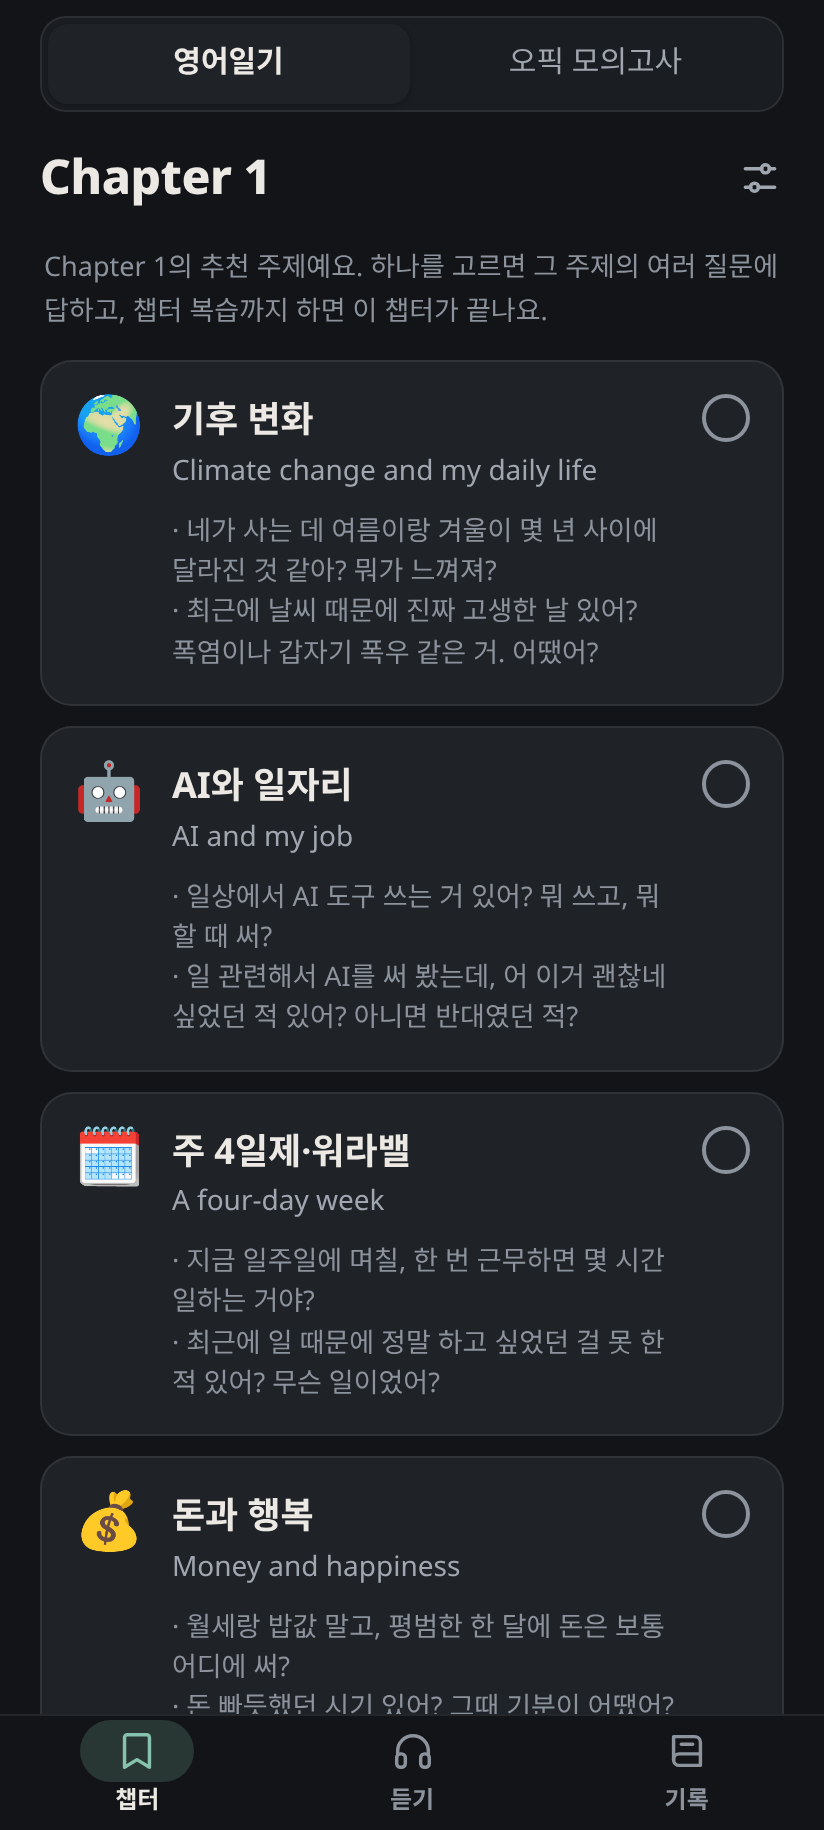 영어일기
오픽 모의고사
Chapter 1
Chapter 1의 추천 주제예요. 하나를 고르면 그 주제의 여러 질문에
답하고, 챕터 복습까지 하면 이 챕터가 끝나요.
기후 변화
Climate change and my daily life
· 네가 사는 데 여름이랑 겨울이 몇 년 사이에
달라진 것 같아? 뭐가 느껴져?
· 최근에 날씨 때문에 진짜 고생한 날 있어?
폭염이나 갑자기 폭우 같은 거. 어땠어?
AI와 일자리
AI and my job
· 일상에서 AI 도구 쓰는 거 있어? 뭐 쓰고, 뭐
할 때 써?
· 일 관련해서 AI를 써 봤는데, 어 이거 괜찮네
싶었던 적 있어? 아니면 반대였던 적?
주 4일제·워라밸
A four-day week
· 지금 일주일에 며칠, 한 번 근무하면 몇 시간
일하는 거야?
· 최근에 일 때문에 정말 하고 싶었던 걸 못 한
적 있어? 무슨 일이었어?
돈과 행복
Money and happiness
· 월세랑 밥값 말고, 평범한 한 달에 돈은 보통
어디에 써?
· 돈 빠듯했던 시기 있어? 그때 기분이 어땠어?
챕터
듣기
기록